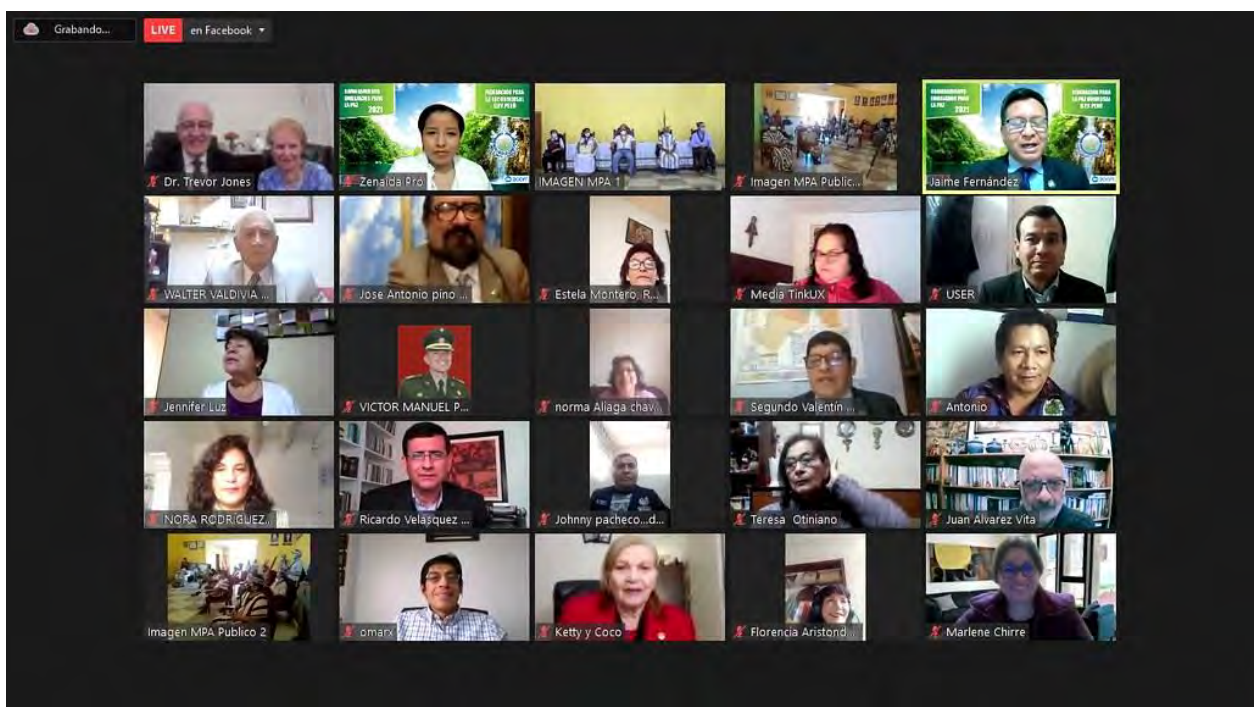 Grabando...
LIVE en Facebook
Dr. Trevor Jones
2021
Zenaida Pro
IMAGEN MPA 1
Imagen MPA Public...
2021
zoom
Jaime Fernández
WALTER VALDIVIA ...
Jose Antonio pino ...
Estela Montero, R...
Media TinkUX
USER
Jennifer Luz
VICTOR MANUEL P...
norma Aliaga chav...
Segundo Valentín ...
Antonio
NORA RODRIGUEZ...
Ricardo Velasquez ...
Johnny pacheco...d...
Teresa Otiniano
Juan Alvarez Vita
Imagen MPA Publico 2
omarx
Ketty y Coco
Florencia Aristond...
Marlene Chirre